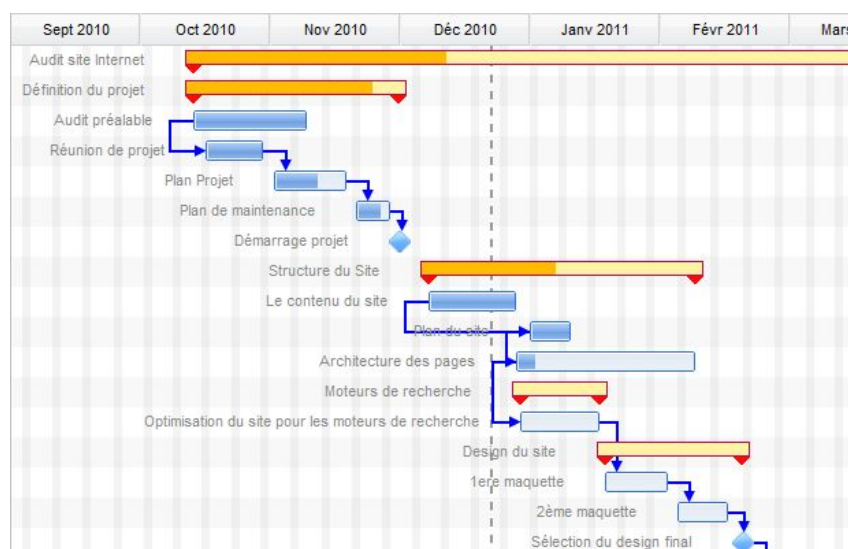 Sept 2010 Oct 2010 Nov 2010 Déc 2010 Janv 2011 Févr 2011 Mars
Audit site Internet
Définition du projet
Audit préalable
Réunion de projet
Plan Projet
Plan de maintenance
Démarrage projet
Structure du Site
Le contenu du site
Plan du site
Architecture des pages
Moteurs de recherche
Optimisation du site pour les moteurs de recherche
Design du site
1ere maquette
2ème maquette
Sélection du design final